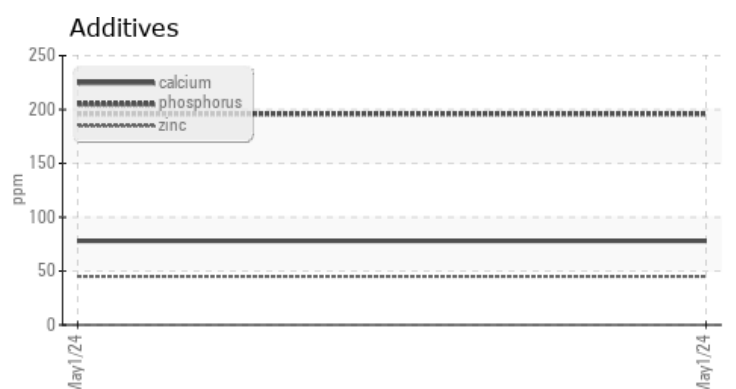 Additives
250
200
150
100
50
0
ppm
calcium
phosphorus
zinc
May1/24
May1/24